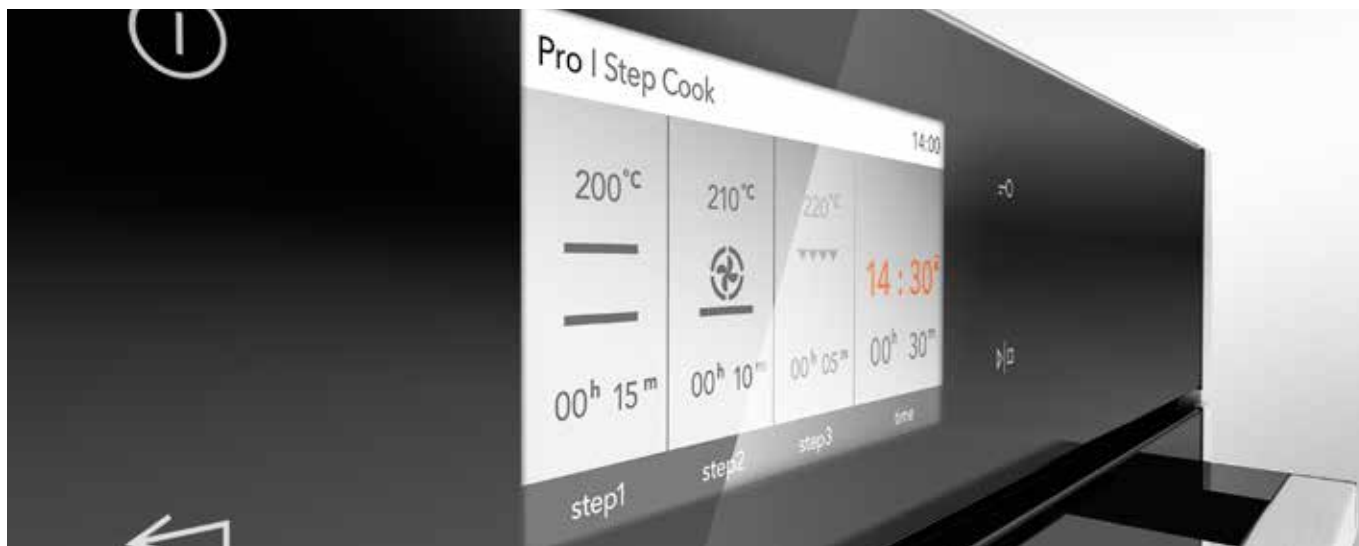 Pro | Step Cook
14:00
200°C
210°C
220°C
14 : 30
00h 15m
00h 10m
00h 05m
00h 30m
step1
step2
step3
time